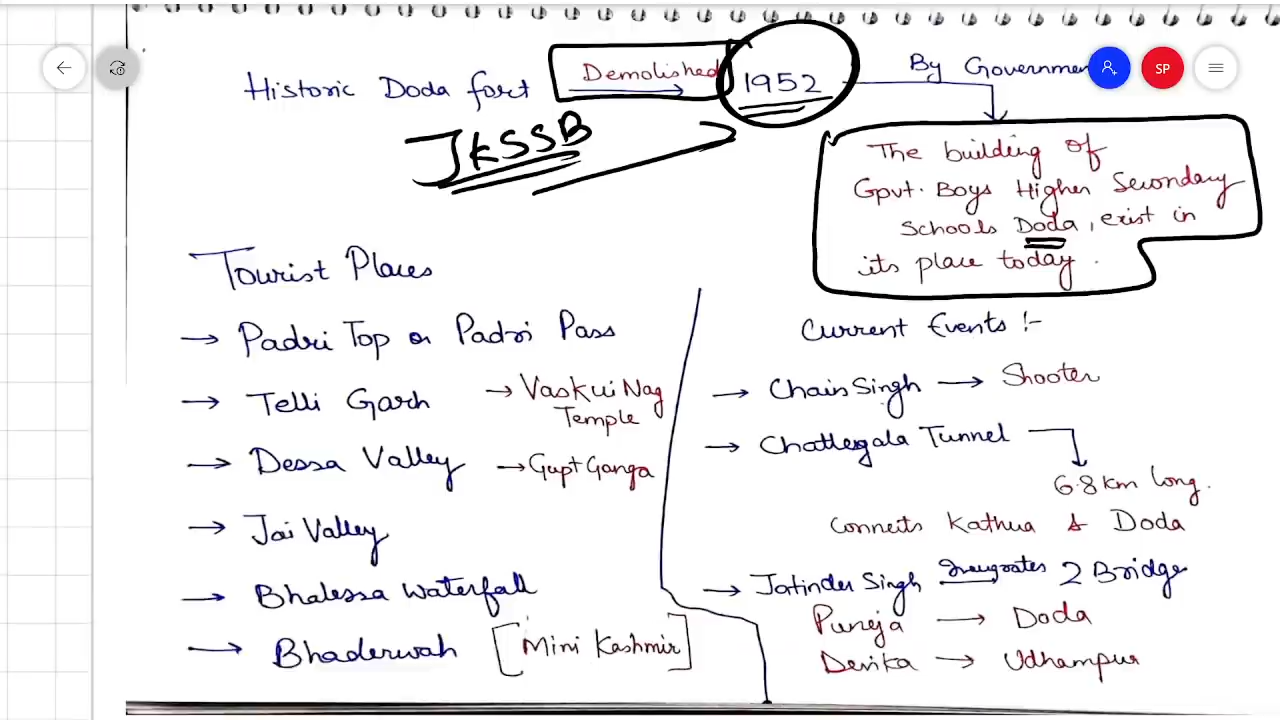 Historic Doda fort Demolished 1952 By Governmen
JKSSB
The building of
Govt. Boys Higher Secondary
Schools Doda, exist in
its place today.
Tourist Places
→ Padri Top or Padri Pass
→ Telli Garh → Vaskui Nag
Temple
→ Dessa Valley → Gupt Ganga
→ Jai Valley
→ Bhalessa Waterfall
→ Bhaderwah [Mini Kashmir]
Current Events :-
→ Chain Singh → Shooter
→ Chattergala Tunnel
6.8 km long.
Connects Kathua & Doda
→ Jatinder Singh Inaugrates 2 Bridge
Puneja → Doda
Devika → Udhampur
SP